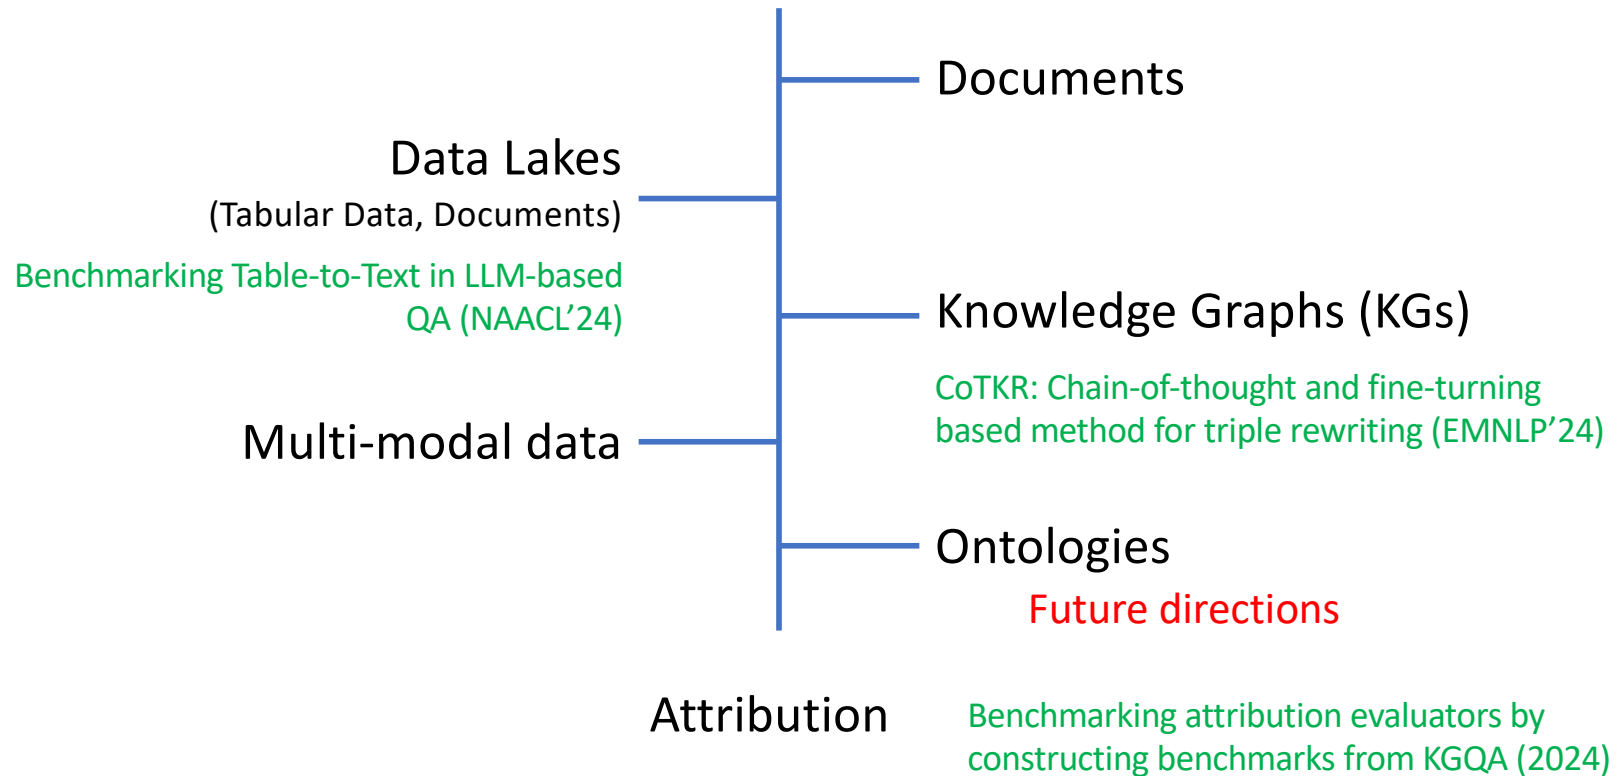 Documents
Data Lakes
(Tabular Data, Documents)
Benchmarking Table-to-Text in LLM-based
QA (NAACL’24)
Knowledge Graphs (KGs)
CoTKR: Chain-of-thought and fine-turning
based method for triple rewriting (EMNLP’24)
Multi-modal data
Ontologies
Future directions
Attribution
Benchmarking attribution evaluators by
constructing benchmarks from KGQA (2024)